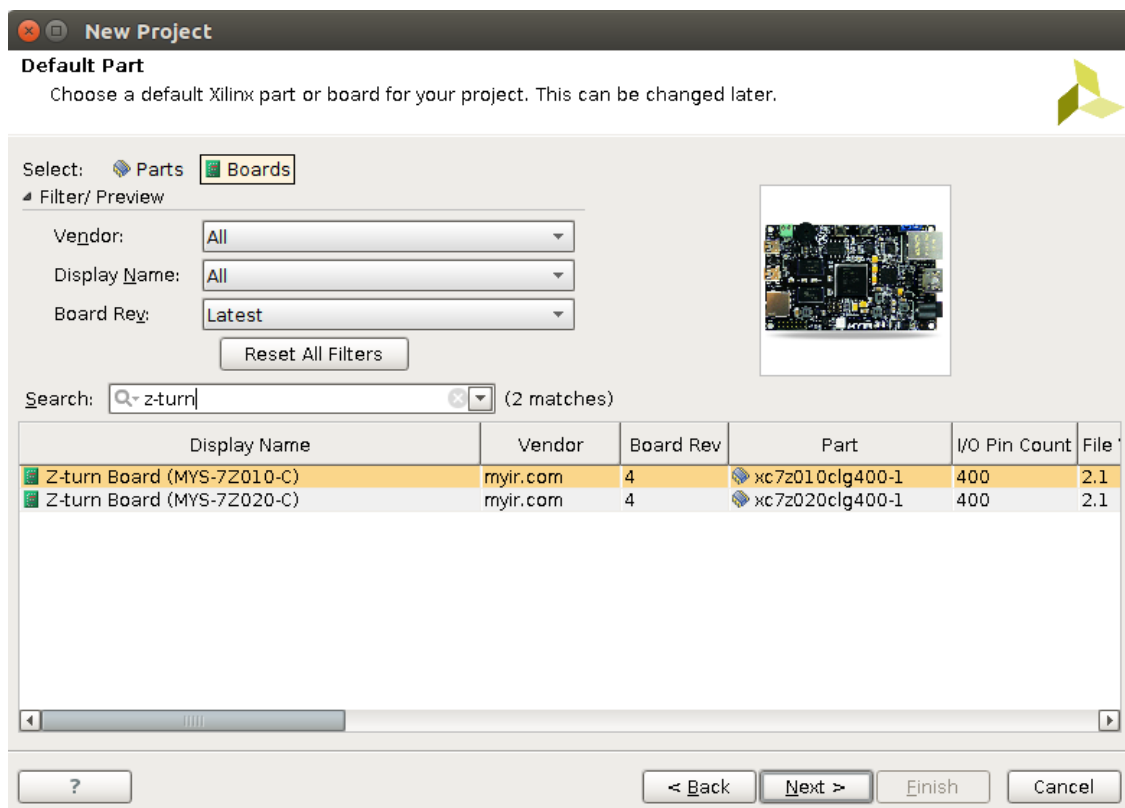 New Project
Default Part
Choose a default Xilinx part or board for your project. This can be changed later.
Select: Parts Boards
Filter/ Preview
Vendor: All
Display Name: All
Board Rev: Latest
Reset All Filters
Search: z-turn (2 matches)
Display Name Vendor Board Rev Part I/O Pin Count File
Z-turn Board (MYS-7Z010-C) myir.com 4 xc7z010clg400-1 400 2.1
Z-turn Board (MYS-7Z020-C) myir.com 4 xc7z020clg400-1 400 2.1
? < Back Next > Finish Cancel